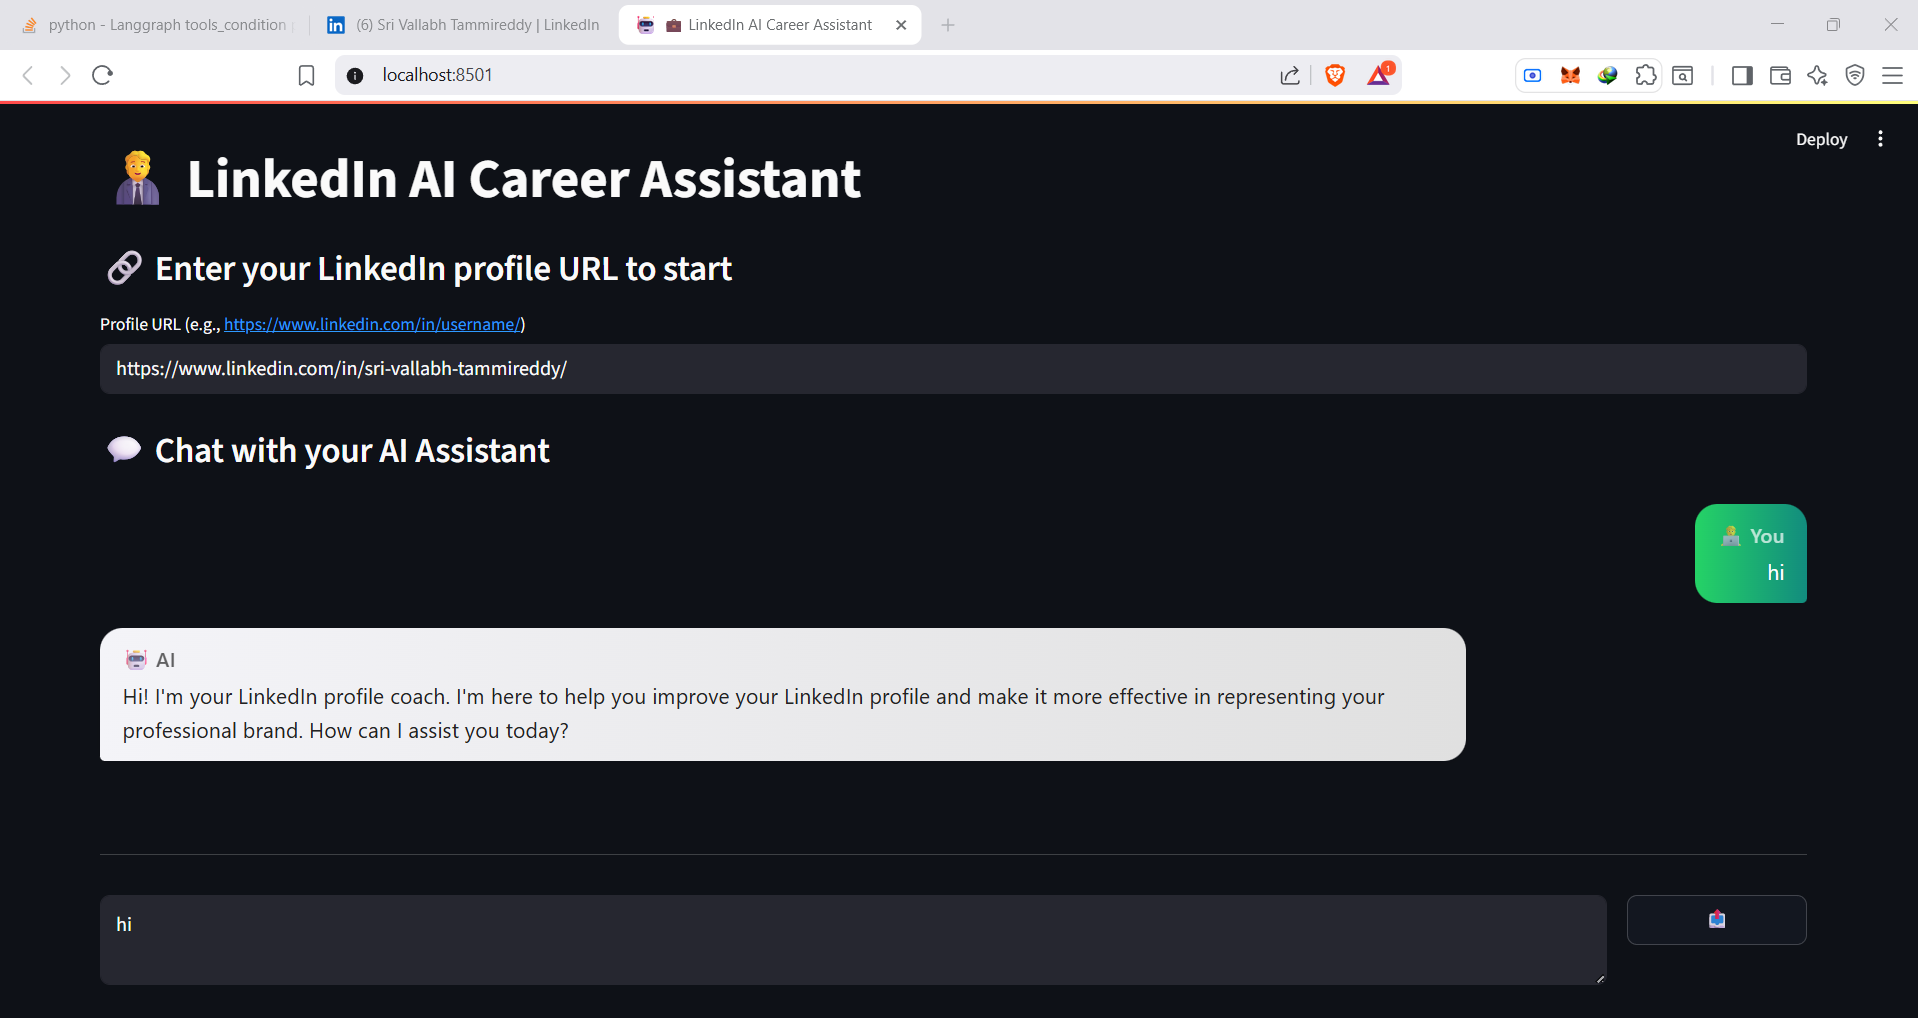 python - Langgraph tools_condition
(6) Sri Vallabh Tammireddy | LinkedIn
LinkedIn AI Career Assistant
localhost:8501
1
Deploy
LinkedIn AI Career Assistant
Enter your LinkedIn profile URL to start
Profile URL (e.g., https://www.linkedin.com/in/username/)
https://www.linkedin.com/in/sri-vallabh-tammireddy/
Chat with your AI Assistant
You
hi
AI
Hi! I'm your LinkedIn profile coach. I'm here to help you improve your LinkedIn profile and make it more effective in representing your
professional brand. How can I assist you today?
hi